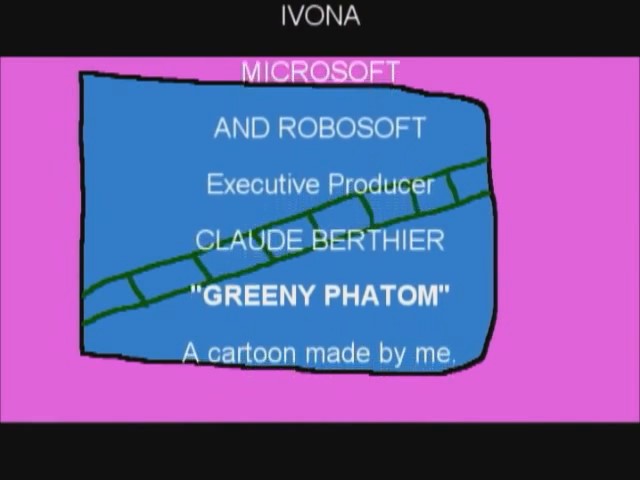 IVONA
MICROSOFT
AND ROBOSOFT
Executive Producer
CLAUDE BERTHIER
"GREENY PHATOM"
A cartoon made by me.